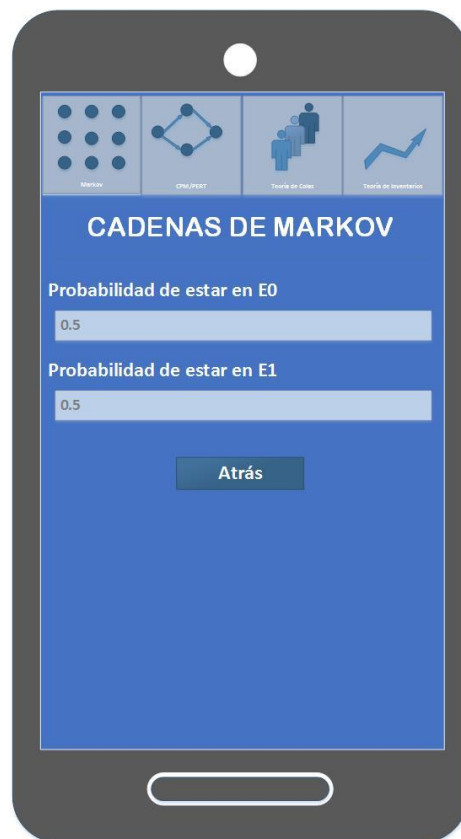 Markov
CPM/PERT
Teoría de Colas
Teoría de Inventarios
CADENAS DE MARKOV
Probabilidad de estar en E0
0.5
Probabilidad de estar en E1
0.5
Atrás